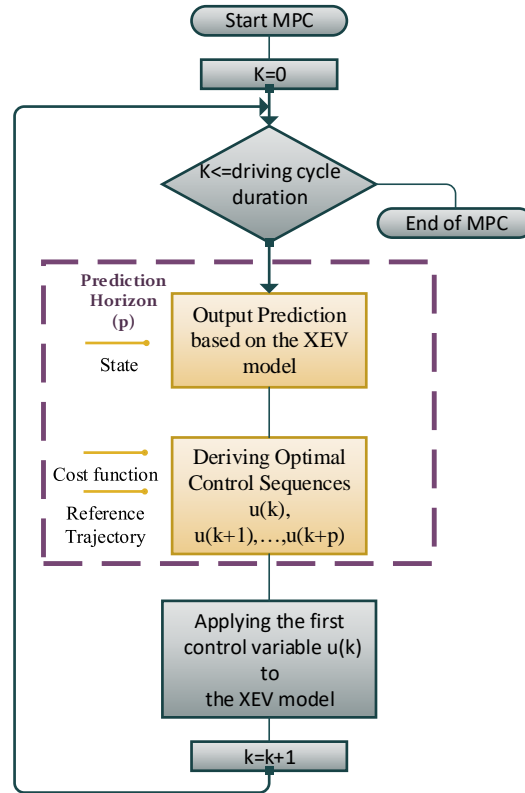 Start MPC
K=0
K<=driving cycle
duration
End of MPC
Prediction
Horizon
(p)
State
Output Prediction
based on the XEV
model
Cost function
Reference
Trajectory
Deriving Optimal
Control Sequences
u(k),
u(k+1),...,u(k+p)
Applying the first
control variable u(k)
to
the XEV model
k=k+1